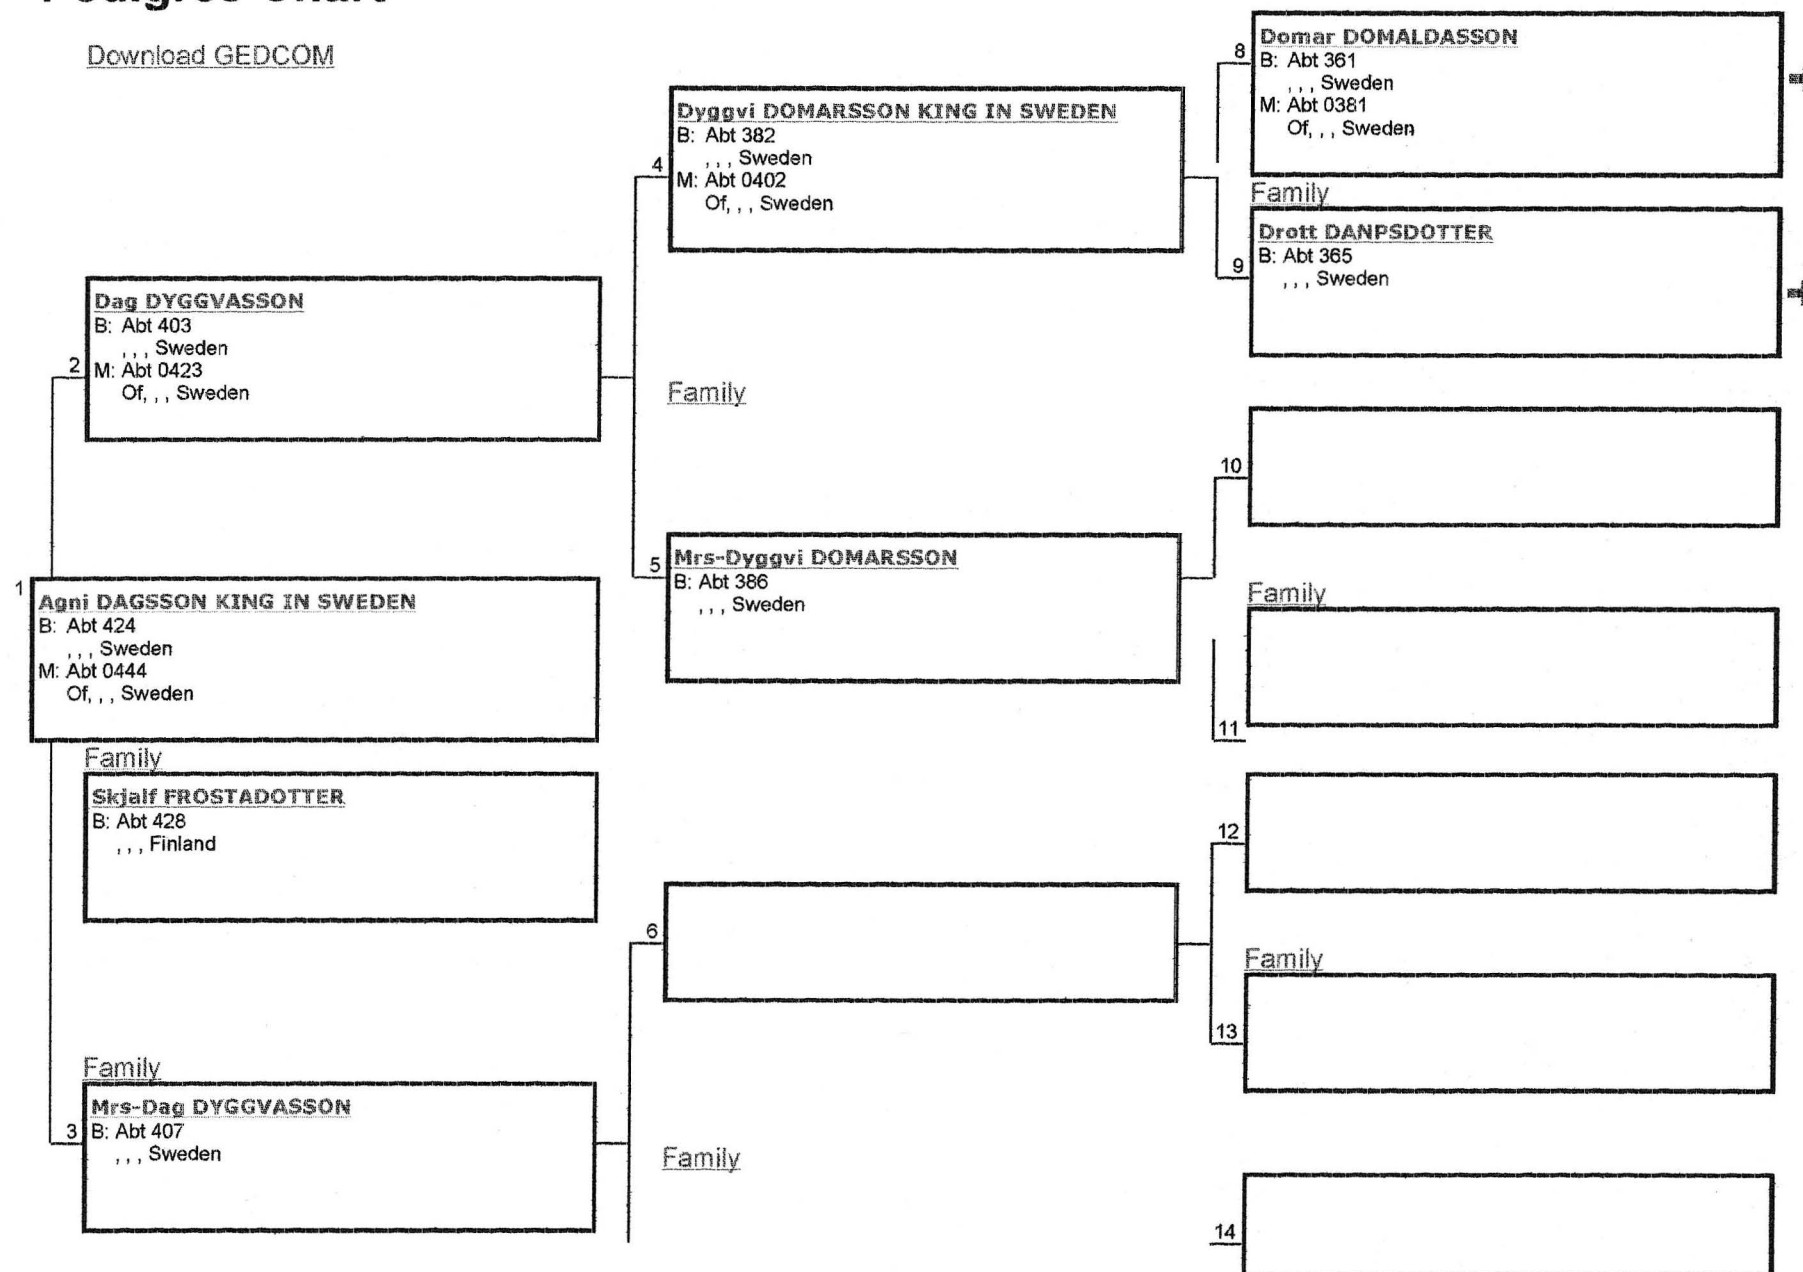 Pedigree Chart
Download GEDCOM
8
Domar DOMALDASSON
B: Abt 361
, , , Sweden
M: Abt 0381
Of, , , Sweden
4
Dyggvi DOMARSSON KING IN SWEDEN
B: Abt 382
, , , Sweden
M: Abt 0402
Of, , , Sweden
Family
9
Drott DANPSDOTTER
B: Abt 365
, , , Sweden
2
Dag DYGGVASSON
B: Abt 403
, , , Sweden
M: Abt 0423
Of, , , Sweden
Family
10
5
Mrs-Dyggvi DOMARSSON
B: Abt 386
, , , Sweden
Family
11
1
Agni DAGSSON KING IN SWEDEN
B: Abt 424
, , , Sweden
M: Abt 0444
Of, , , Sweden
Family
Skjalf FROSTADOTTER
B: Abt 428
, , , Finland
12
6
Family
13
Family
3
Mrs-Dag DYGGVASSON
B: Abt 407
, , , Sweden
Family
14